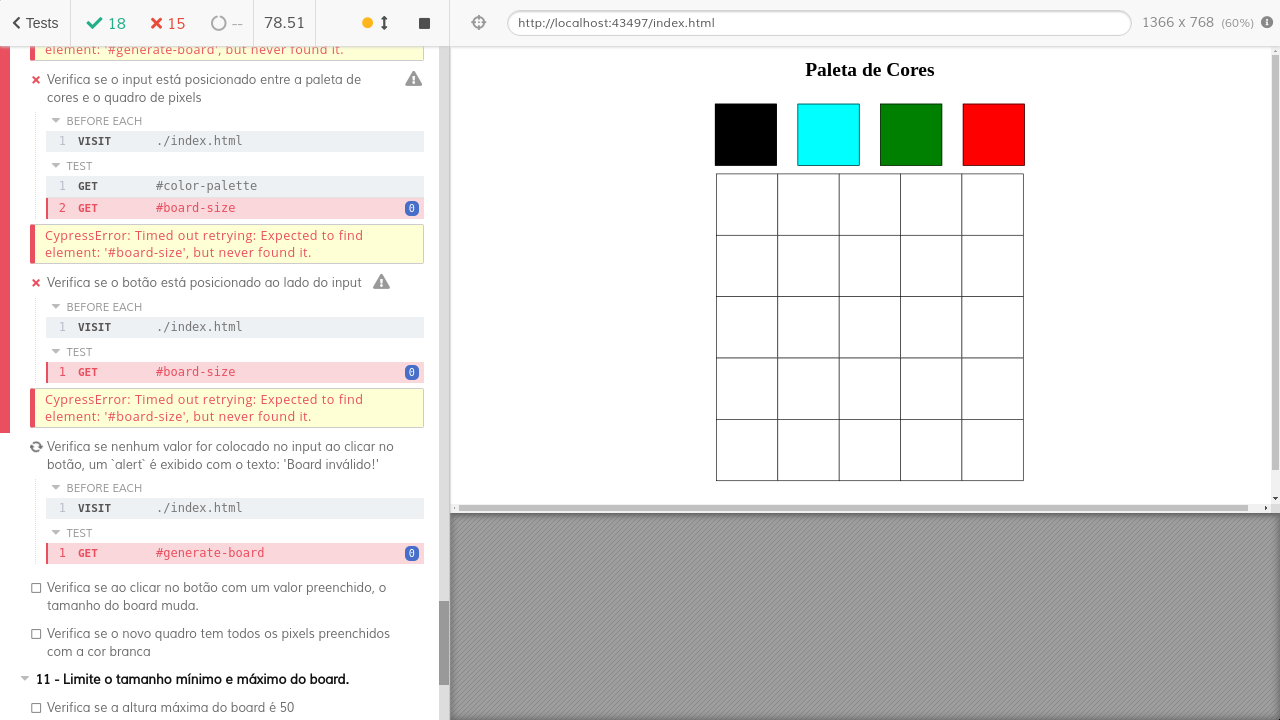 Tests 18 15 -- 78.51 http://localhost:43497/index.html 1366 x 768 (60%)
element: '#generate-board', but never found it.
Verifica se o input está posicionado entre a paleta de
cores e o quadro de pixels
BEFORE EACH
1 VISIT ./index.html
TEST
1 GET #color-palette
2 GET #board-size 0
CypressError: Timed out retrying: Expected to find
element: '#board-size', but never found it.
Verifica se o botão está posicionado ao lado do input
BEFORE EACH
1 VISIT ./index.html
TEST
1 GET #board-size 0
CypressError: Timed out retrying: Expected to find
element: '#board-size', but never found it.
Verifica se nenhum valor for colocado no input ao clicar no
botão, um `alert` é exibido com o texto: 'Board inválido!'
BEFORE EACH
1 VISIT ./index.html
TEST
1 GET #generate-board 0
Verifica se ao clicar no botão com um valor preenchido, o
tamanho do board muda.
Verifica se o novo quadro tem todos os pixels preenchidos
com a cor branca
11 - Limite o tamanho mínimo e máximo do board.
Verifica se a altura máxima do board é 50
Paleta de Cores